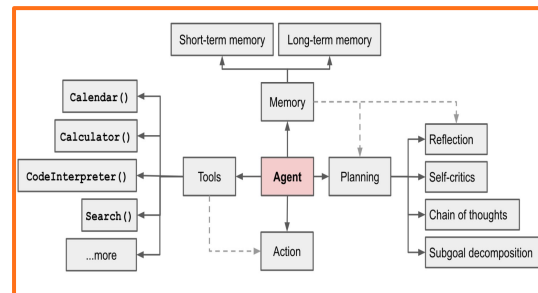 Short-term memory
Long-term memory
Calendar()
Memory
Calculator()
Reflection
CodeInterpreter()
Tools
Agent
Planning
Self-critics
Search()
Chain of thoughts
...more
Action
Subgoal decomposition